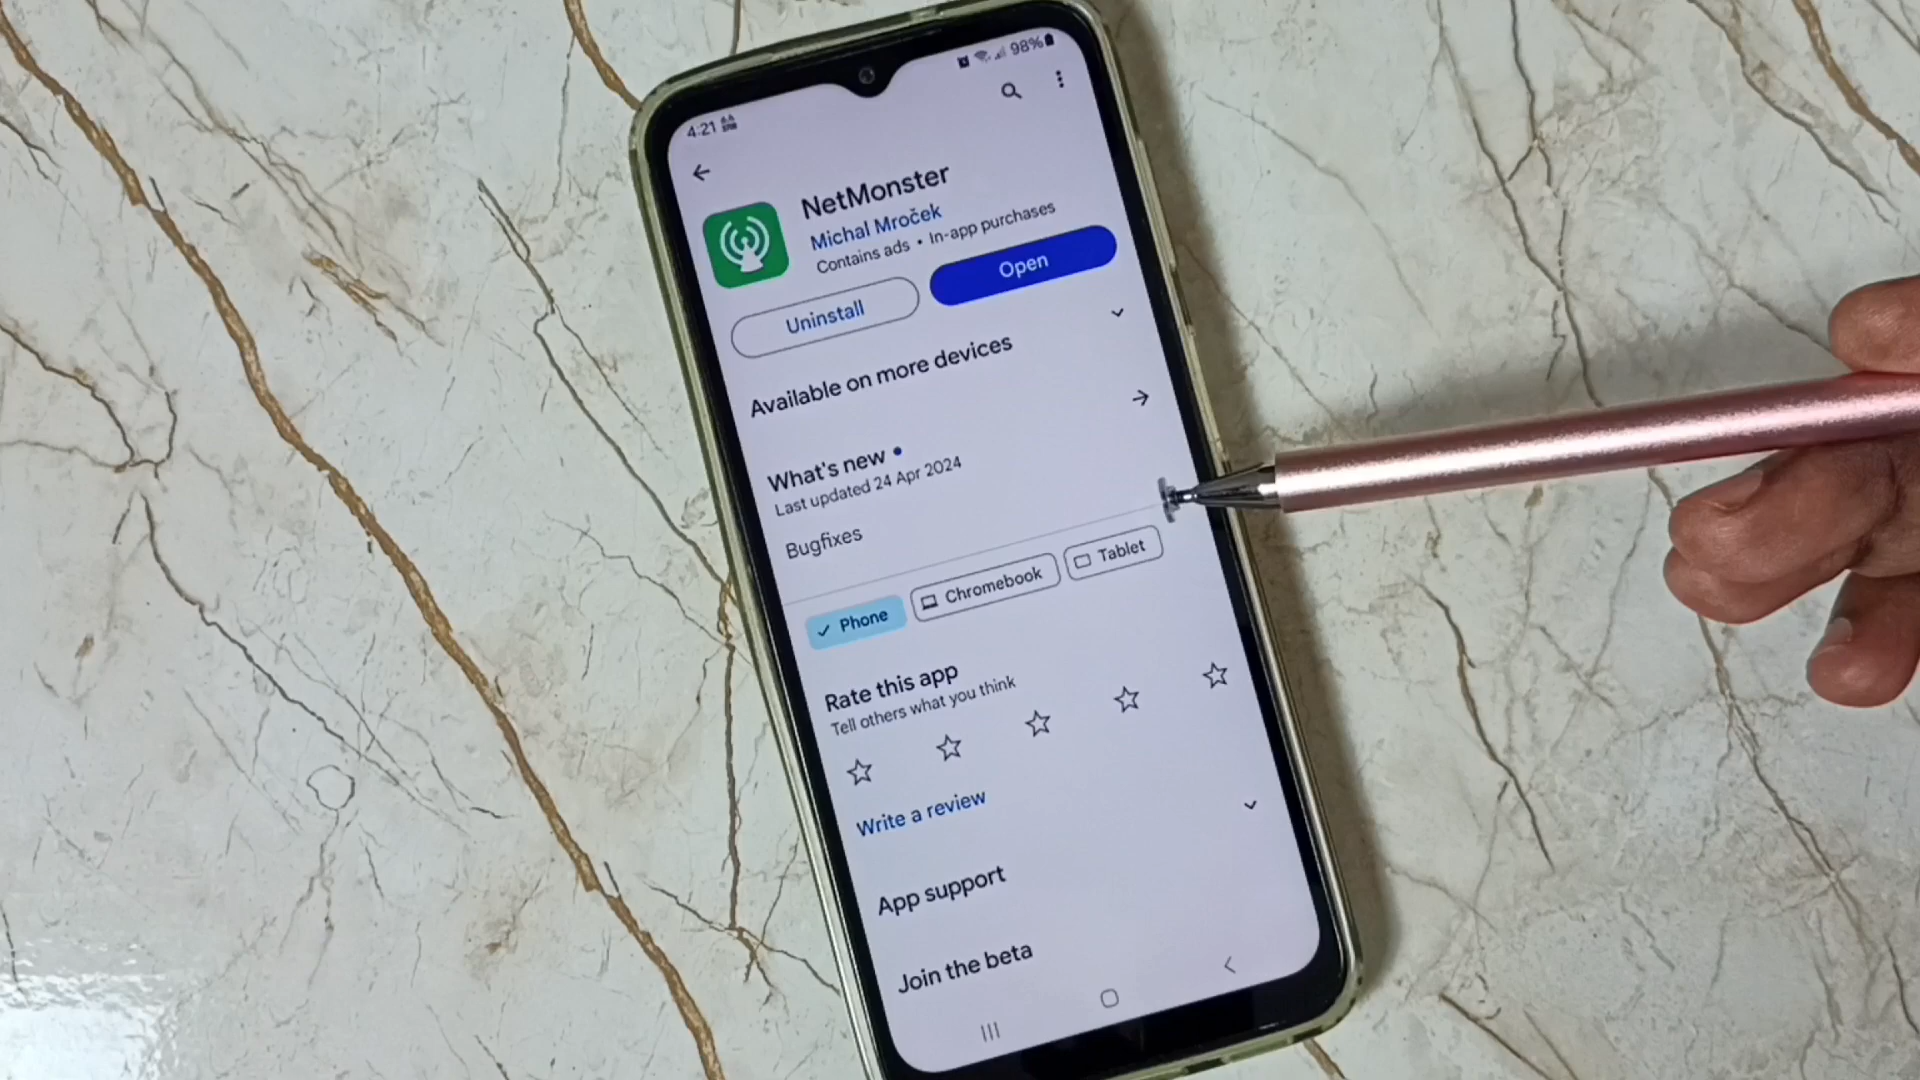 4:21
98%
NetMonster
Michal Mroček
Contains ads • In-app purchases
Uninstall
Open
Available on more devices
What's new •
Last updated 24 Apr 2024
Bugfixes
Phone
Chromebook
Tablet
Rate this app
Tell others what you think
Write a review
App support
Join the beta